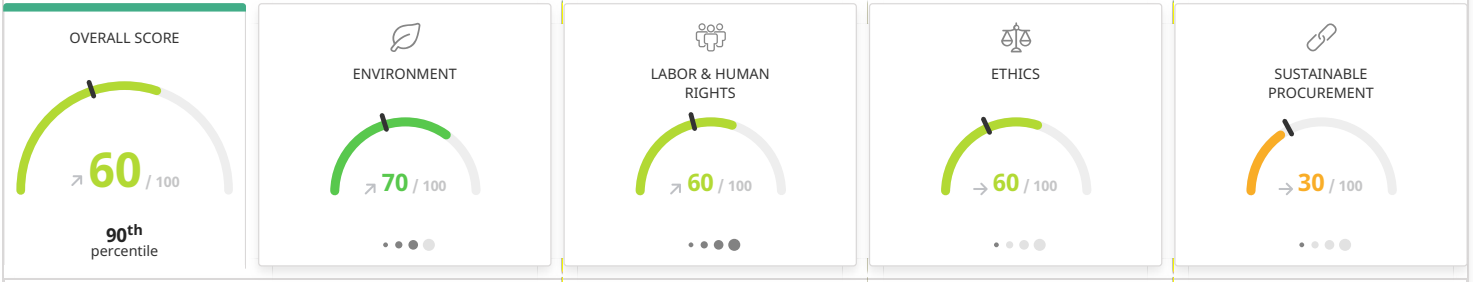 OVERALL SCORE
60 / 100
90th
percentile
ENVIRONMENT
70 / 100
LABOR & HUMAN
RIGHTS
60 / 100
ETHICS
60 / 100
SUSTAINABLE
PROCUREMENT
30 / 100